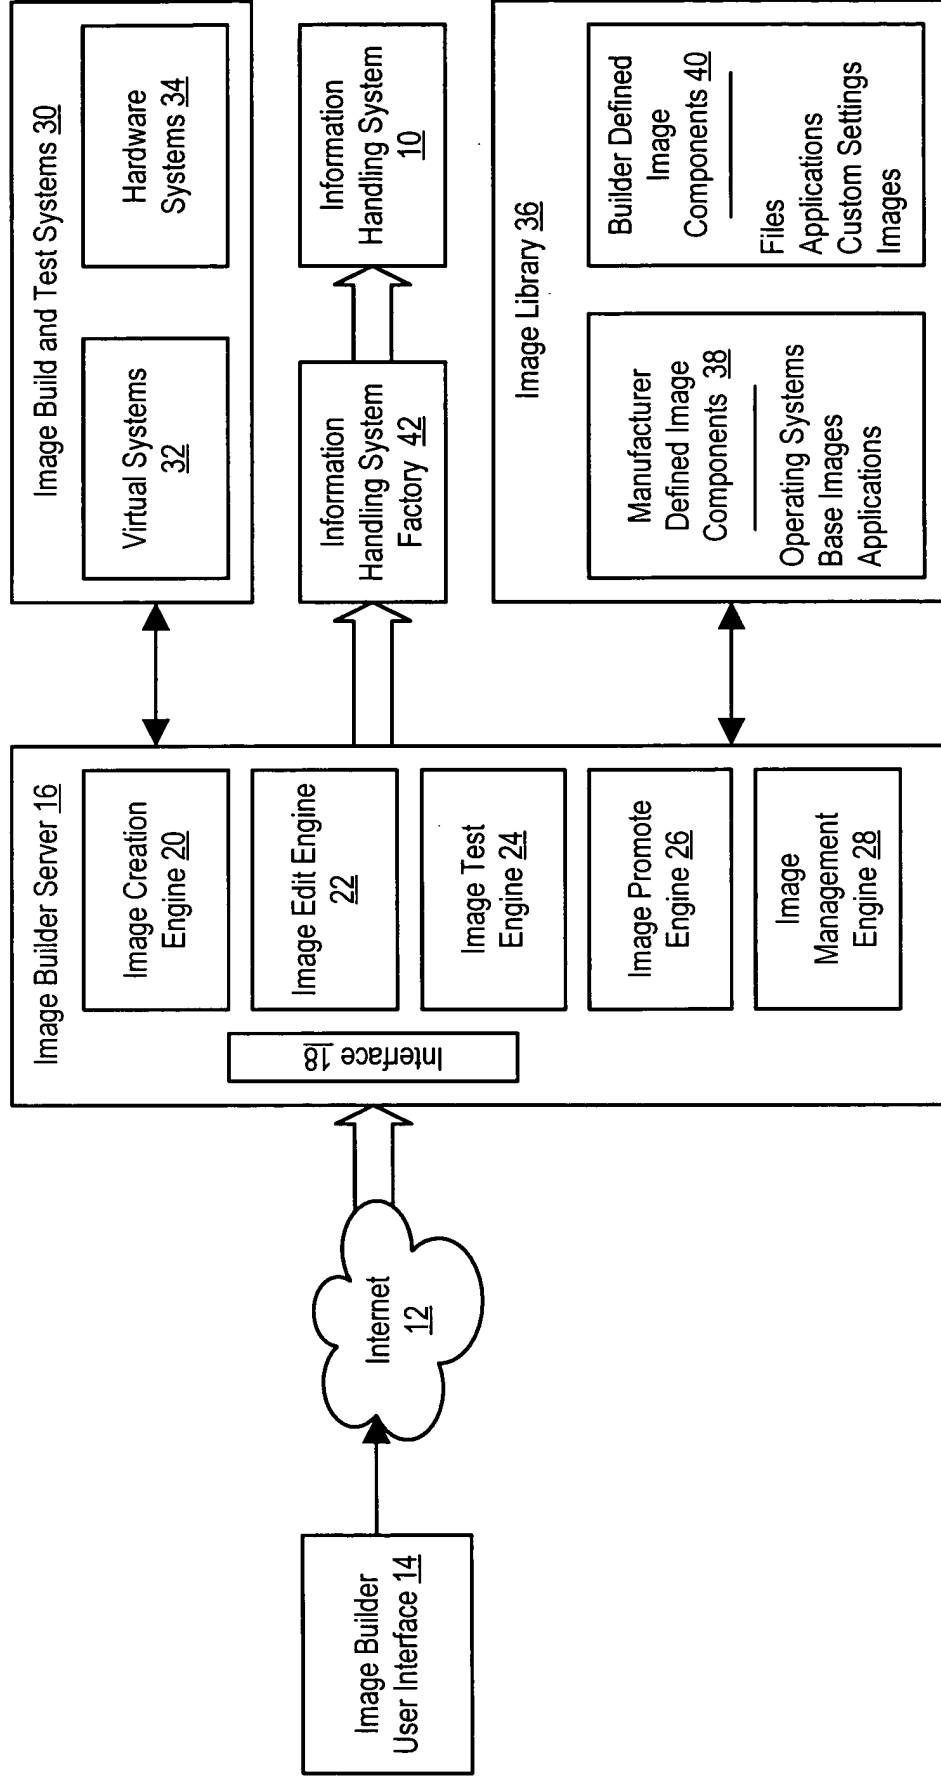 Image Builder
User Interface 14
Internet
12
Image Builder Server 16
Interface 18
Image Creation
Engine 20
Image Edit Engine
22
Image Test
Engine 24
Image Promote
Engine 26
Image
Management
Engine 28
Image Build and Test Systems 30
Virtual Systems
32
Hardware
Systems 34
Information
Handling System
Factory 42
Information
Handling System
10
Image Library 36
Manufacturer
Defined Image
Components 38
Operating Systems
Base Images
Applications
Builder Defined
Image
Components 40
Files
Applications
Custom Settings
Images